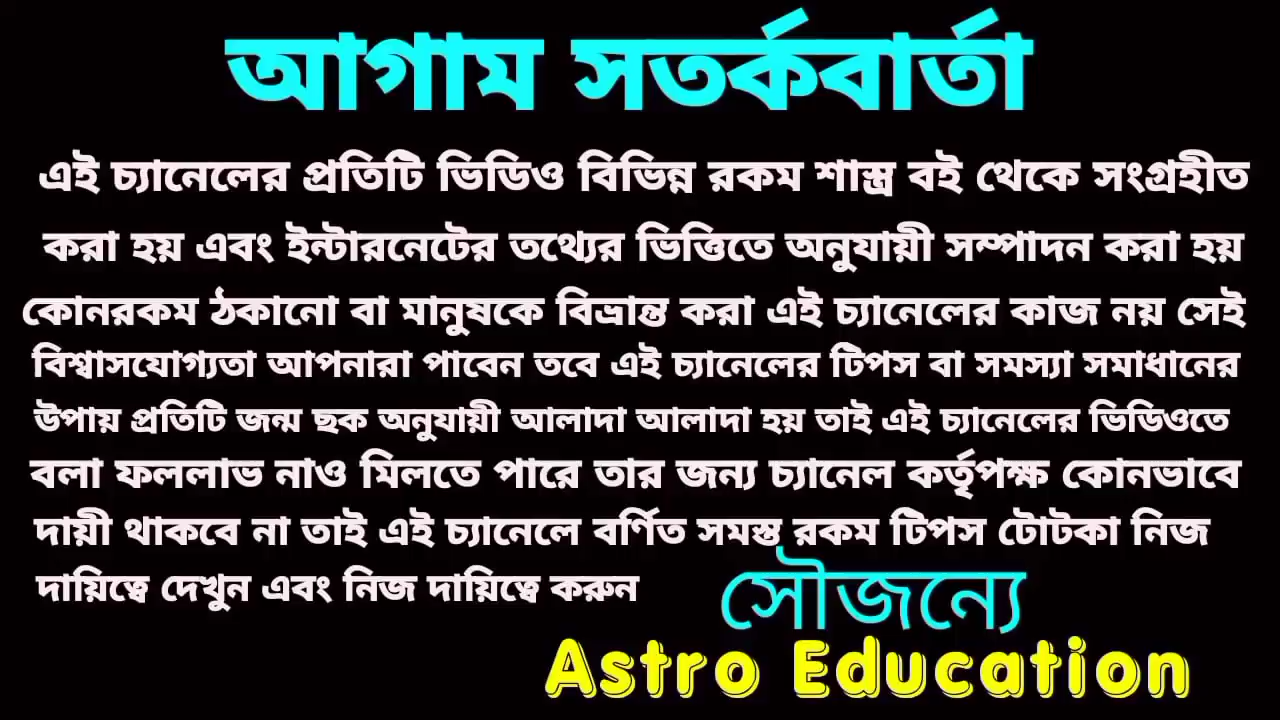 আগাম সতর্কবার্তা
এই চ্যানেলের প্রতিটি ভিডিও বিভিন্ন রকম শাস্ত্র বই থেকে সংগ্রহীত
করা হয় এবং ইন্টারনেটের তথ্যের ভিত্তিতে অনুযায়ী সম্পাদন করা হয়
কোনরকম ঠকানো বা মানুষকে বিভ্রান্ত করা এই চ্যানেলের কাজ নয় সেই
বিশ্বাসযোগ্যতা আপনারা পাবেন তবে এই চ্যানেলের টিপস বা সমস্যা সমাধানের
উপায় প্রতিটি জন্ম ছক অনুযায়ী আলাদা আলাদা হয় তাই এই চ্যানেলের ভিডিওতে
বলা ফললাভ নাও মিলতে পারে তার জন্য চ্যানেল কর্তৃপক্ষ কোনভাবে
দায়ী থাকবে না তাই এই চ্যানেলে বর্ণিত সমস্ত রকম টিপস টোটকা নিজ
দায়িত্বে দেখুন এবং নিজ দায়িত্বে করুন
সৌজন্যে
Astro Education